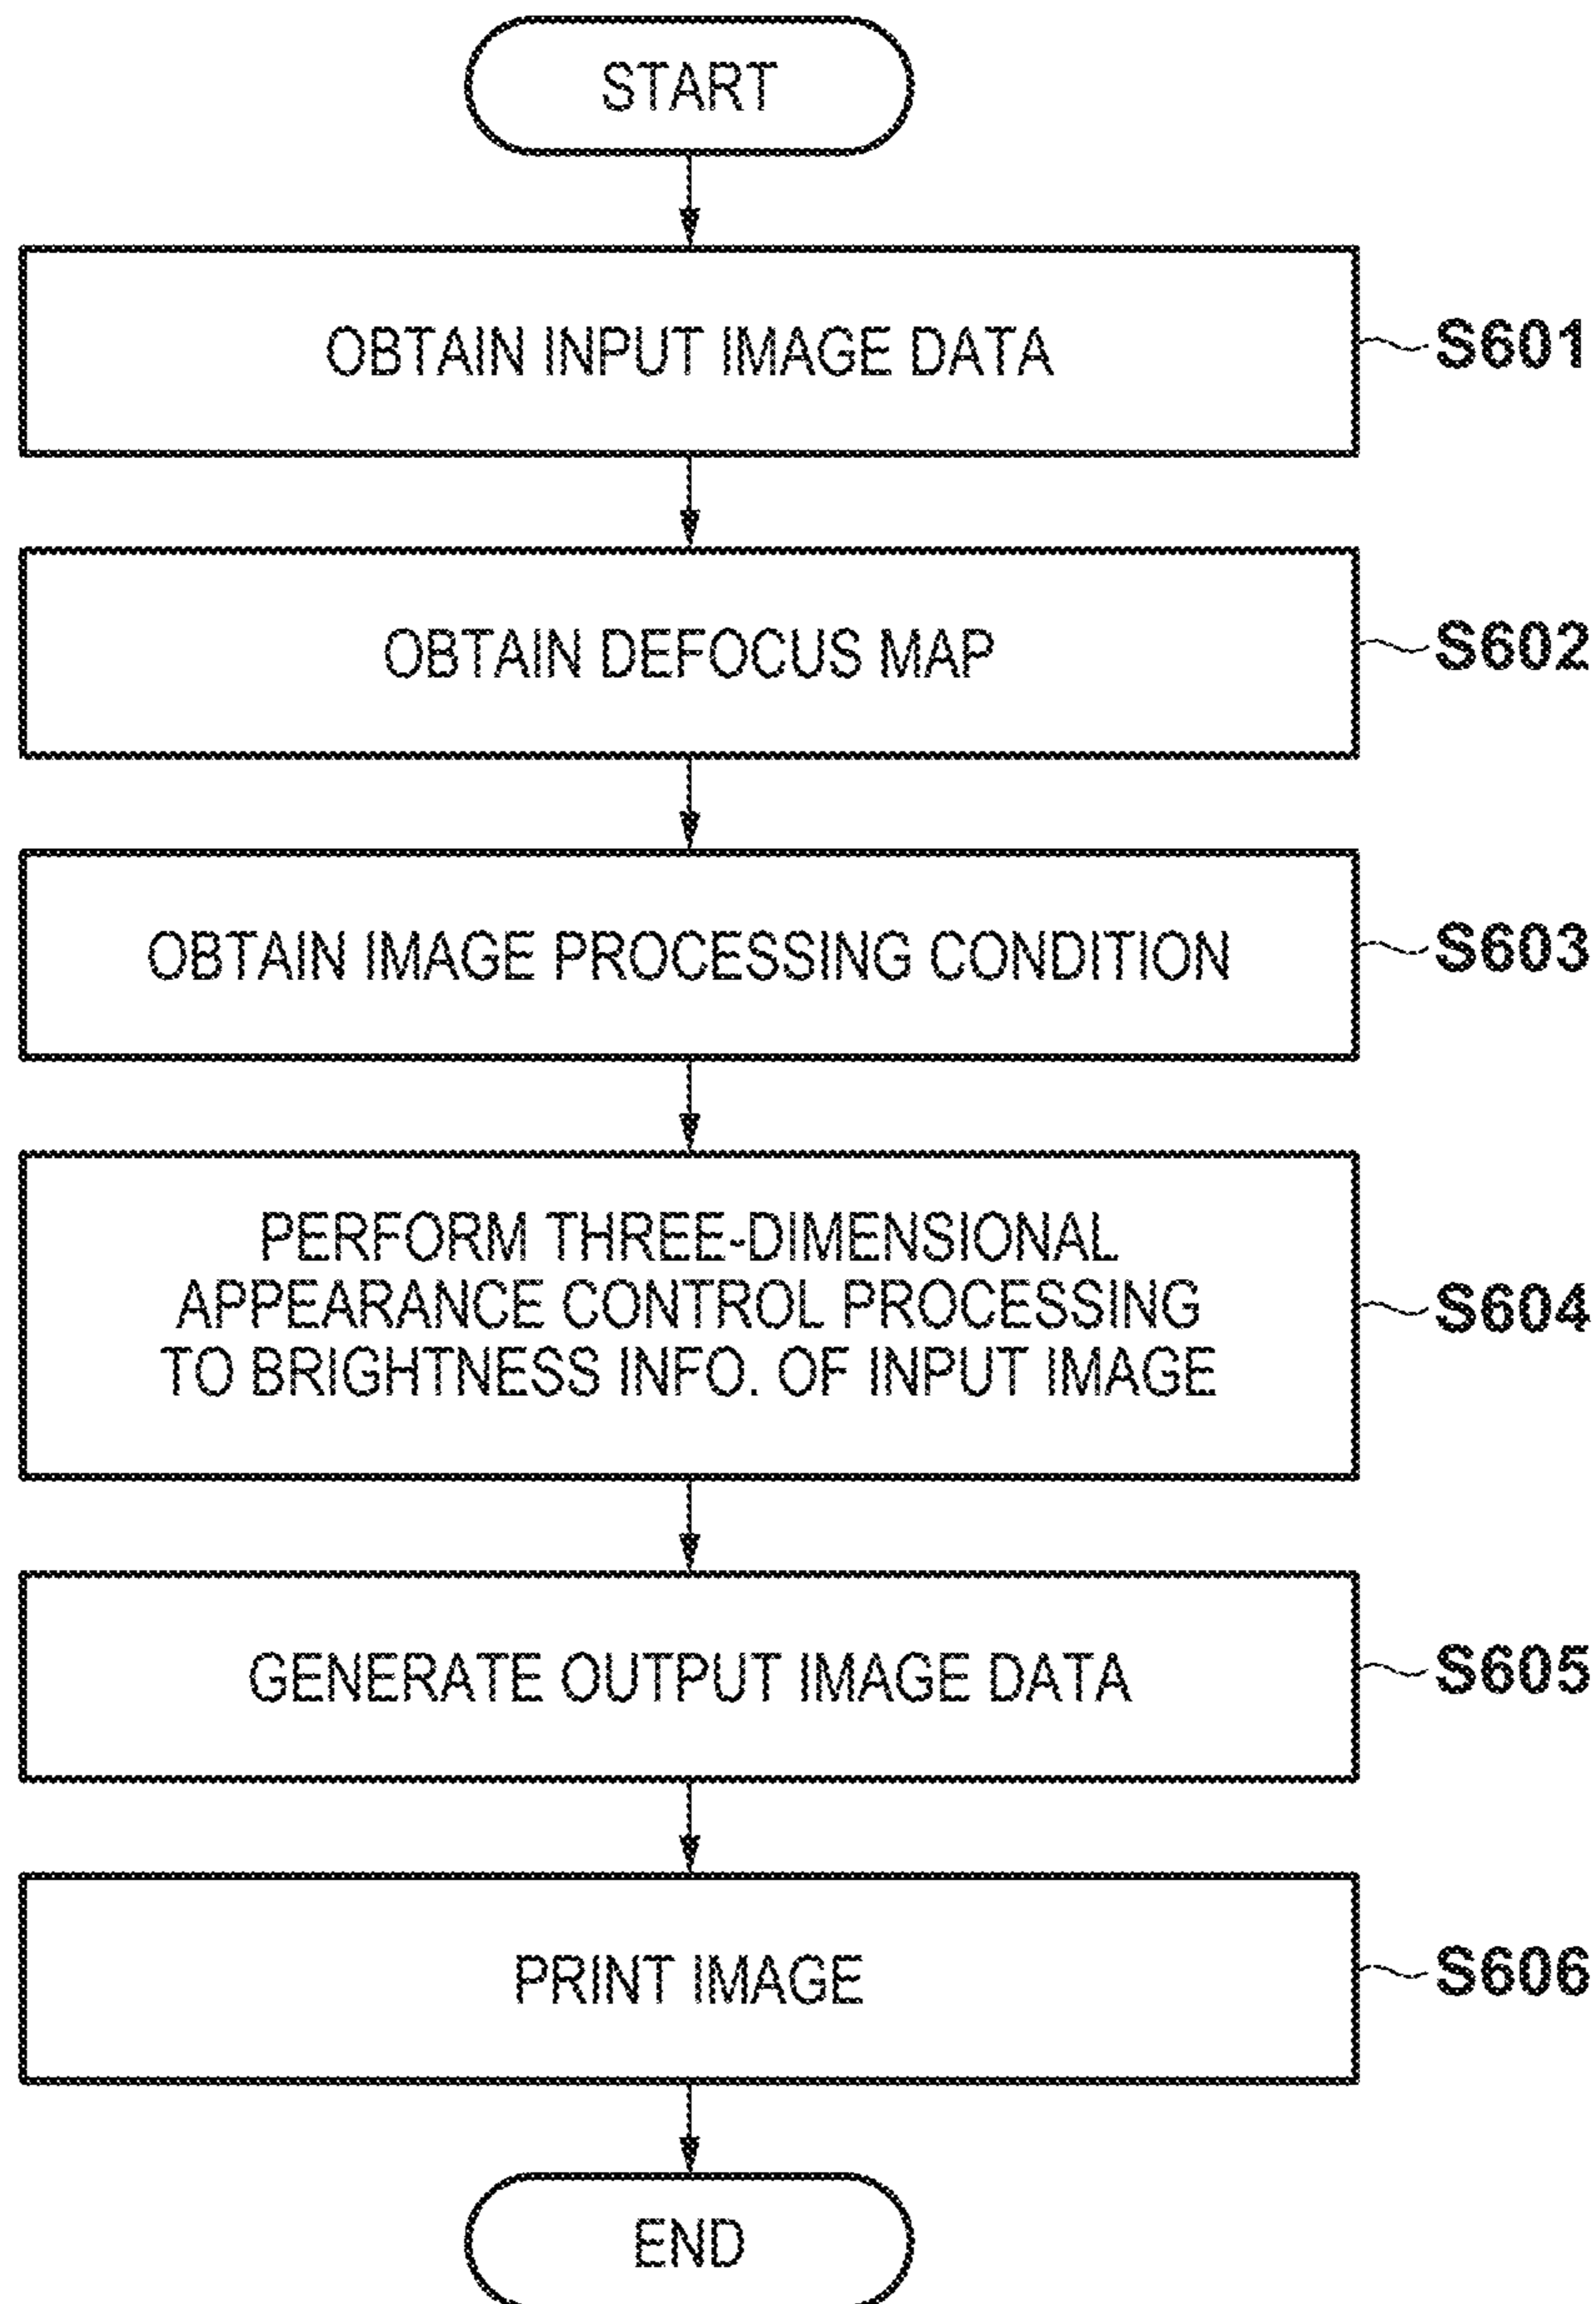 START
OBTAIN INPUT IMAGE DATA
S601
OBTAIN DEFOCUS MAP
S602
OBTAIN IMAGE PROCESSING CONDITION
S603
PERFORM THREE-DIMENSIONAL
APPEARANCE CONTROL PROCESSING
TO BRIGHTNESS INFO. OF INPUT IMAGE
S604
GENERATE OUTPUT IMAGE DATA
S605
PRINT IMAGE
S606
END